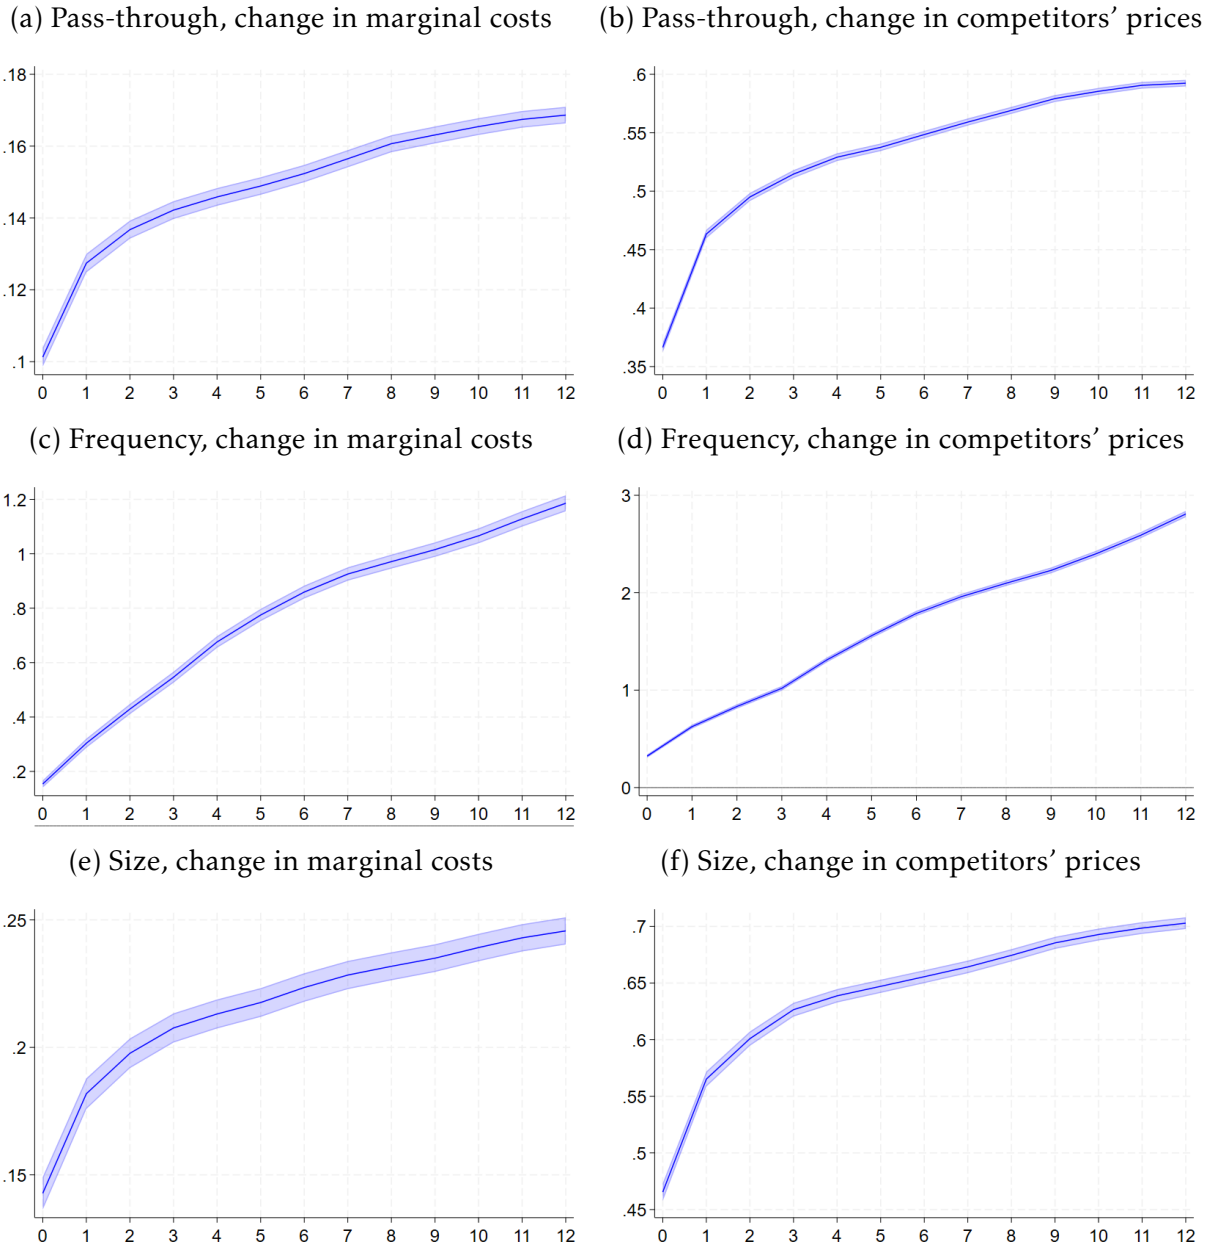 (a) Pass-through, change in marginal costs
(b) Pass-through, change in competitors’ prices
.18
.16
.14
.12
.1
0 1 2 3 4 5 6 7 8 9 10 11 12
.6
.55
.5
.45
.4
.35
0 1 2 3 4 5 6 7 8 9 10 11 12
(c) Frequency, change in marginal costs
(d) Frequency, change in competitors’ prices
1.2
1
.8
.6
.4
.2
0 1 2 3 4 5 6 7 8 9 10 11 12
3
2
1
0
0 1 2 3 4 5 6 7 8 9 10 11 12
(e) Size, change in marginal costs
(f) Size, change in competitors’ prices
.25
.2
.15
0 1 2 3 4 5 6 7 8 9 10 11 12
.7
.65
.6
.55
.5
.45
0 1 2 3 4 5 6 7 8 9 10 11 12